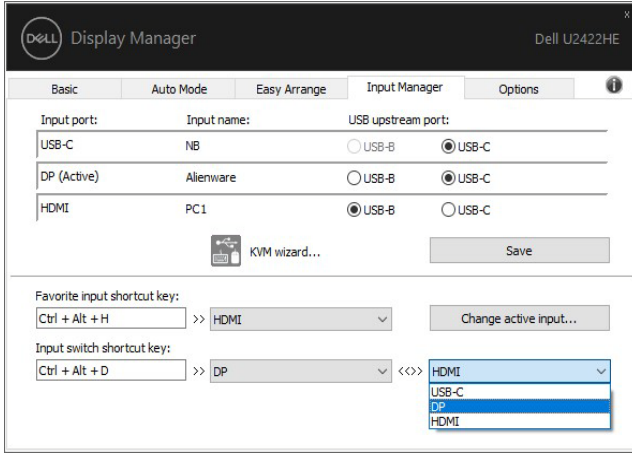 x
DELL Display Manager Dell U2422HE
Basic Auto Mode Easy Arrange Input Manager Options i
Input port: Input name: USB upstream port:
USB-C NB USB-B USB-C
DP (Active) Alienware USB-B USB-C
HDMI PC1 USB-B USB-C
KVM wizard... Save
Favorite input shortcut key:
Ctrl + Alt + H >> HDMI Change active input...
Input switch shortcut key:
Ctrl + Alt + D >> DP <<>> HDMI
USB-C
DP
HDMI